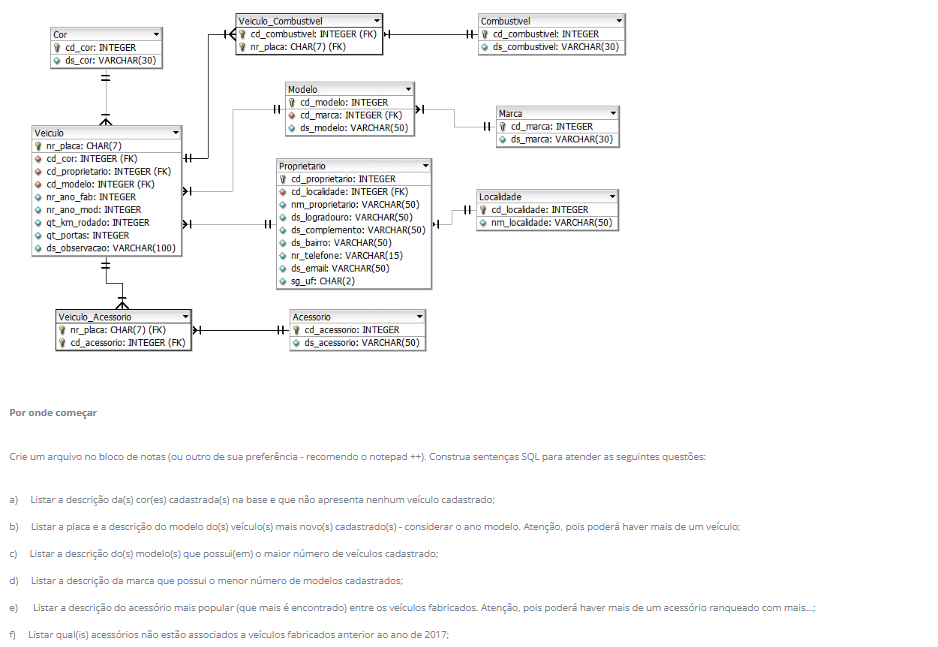 Veiculo_Combustivel
cd_combustivel: INTEGER (FK)
nr_placa: CHAR(7) (FK)
Combustivel
cd_combustivel: INTEGER
ds_combustivel: VARCHAR(30)
Cor
cd_cor: INTEGER
ds_cor: VARCHAR(30)
Modelo
cd_modelo: INTEGER
cd_marca: INTEGER (FK)
ds_modelo: VARCHAR(50)
Marca
cd_marca: INTEGER
ds_marca: VARCHAR(30)
Veiculo
nr_placa: CHAR(7)
cd_cor: INTEGER (FK)
cd_proprietario: INTEGER (FK)
cd_modelo: INTEGER (FK)
nr_ano_fab: INTEGER
nr_ano_mod: INTEGER
qt_km_rodado: INTEGER
qt_portas: INTEGER
ds_observacao: VARCHAR(100)
Proprietario
cd_proprietario: INTEGER
cd_localidade: INTEGER (FK)
nm_proprietario: VARCHAR(50)
ds_logradouro: VARCHAR(50)
ds_complemento: VARCHAR(50)
ds_bairro: VARCHAR(50)
nr_telefone: VARCHAR(15)
ds_email: VARCHAR(50)
sg_uf: CHAR(2)
Localidade
cd_localidade: INTEGER
nm_localidade: VARCHAR(50)
Veiculo_Acessorio
nr_placa: CHAR(7) (FK)
cd_acessorio: INTEGER (FK)
Acessorio
cd_acessorio: INTEGER
ds_acessorio: VARCHAR(50)
Por onde começar
Crie um arquivo no bloco de notas (ou outro de sua preferência - recomendo o notepad ++). Construa sentenças SQL para atender as seguintes questões:
a) Listar a descrição da(s) cor(es) cadastrada(s) na base e que não apresenta nenhum veículo cadastrado;
b) Listar a placa e a descrição do modelo do(s) veículo(s) mais novo(s) cadastrado(s) - considerar o ano modelo. Atenção, pois poderá haver mais de um veículo;
c) Listar a descrição do(s) modelo(s) que possui(em) o maior número de veículos cadastrado;
d) Listar a descrição da marca que possui o menor número de modelos cadastrados;
e) Listar a descrição do acessório mais popular (que mais é encontrado) entre os veículos fabricados. Atenção, pois poderá haver mais de um acessório ranqueado com mais...;
f) Listar qual(is) acessórios não estão associados a veículos fabricados anterior ao ano de 2017;